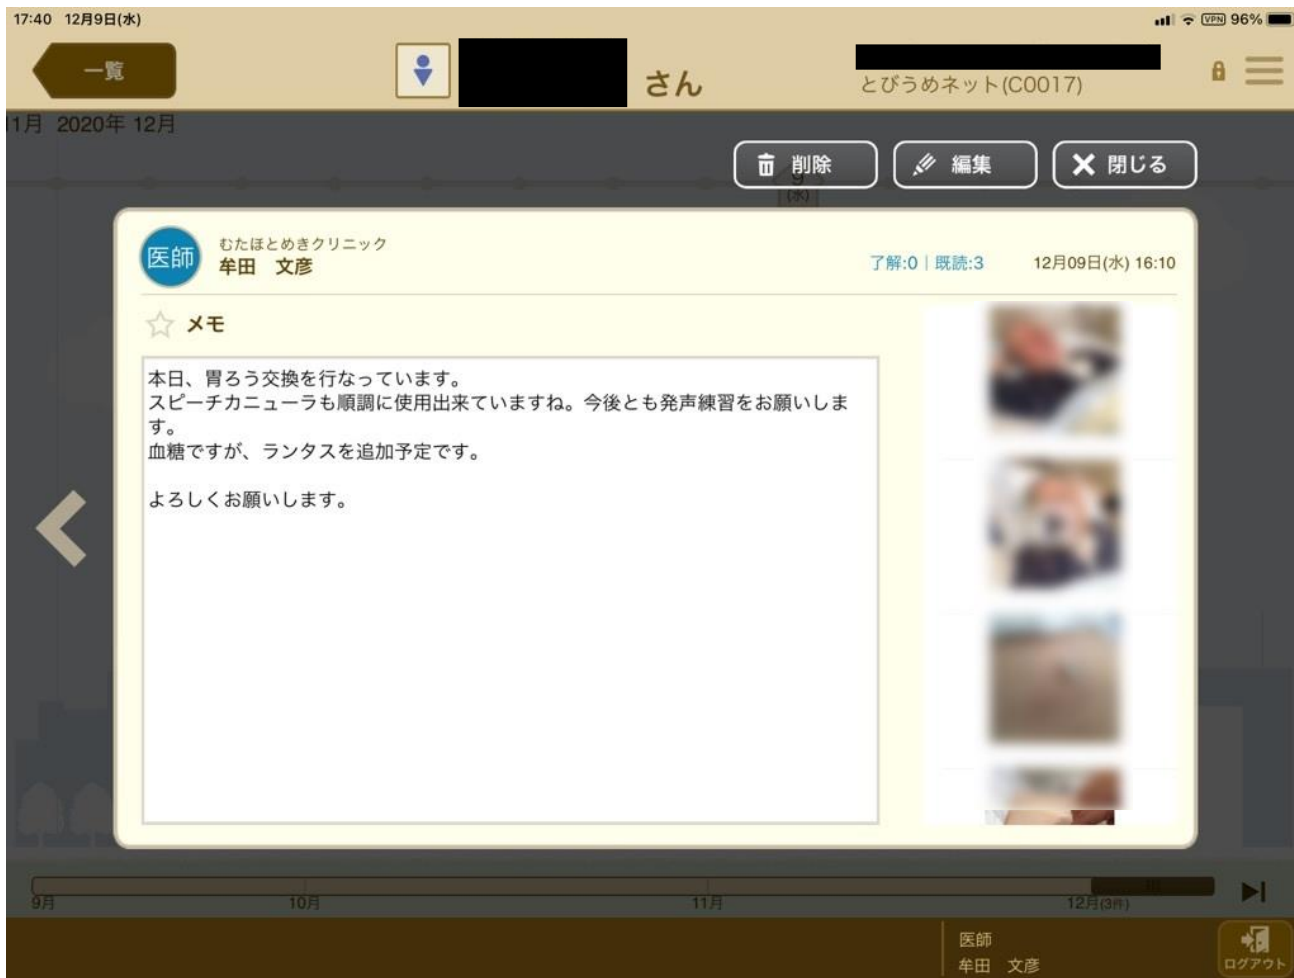 17:40 12月9日(水)
VPN 96%
一覧
さん
とびうめネット(C0017)
11月 2020年 12月
削除
編集
閉じる
9
(水)
医師
むたほとめきクリニック
牟田 文彦
了解:0 | 既読:3
12月09日(水) 16:10
メモ
本日、胃ろう交換を行なっています。
スピーチカニューラも順調に使用出来ていますね。今後とも発声練習をお願いしま
す。
血糖ですが、ランタスを追加予定です。
よろしくお願いします。
9月
10月
11月
12月(3件)
医師
牟田 文彦
ログアウト